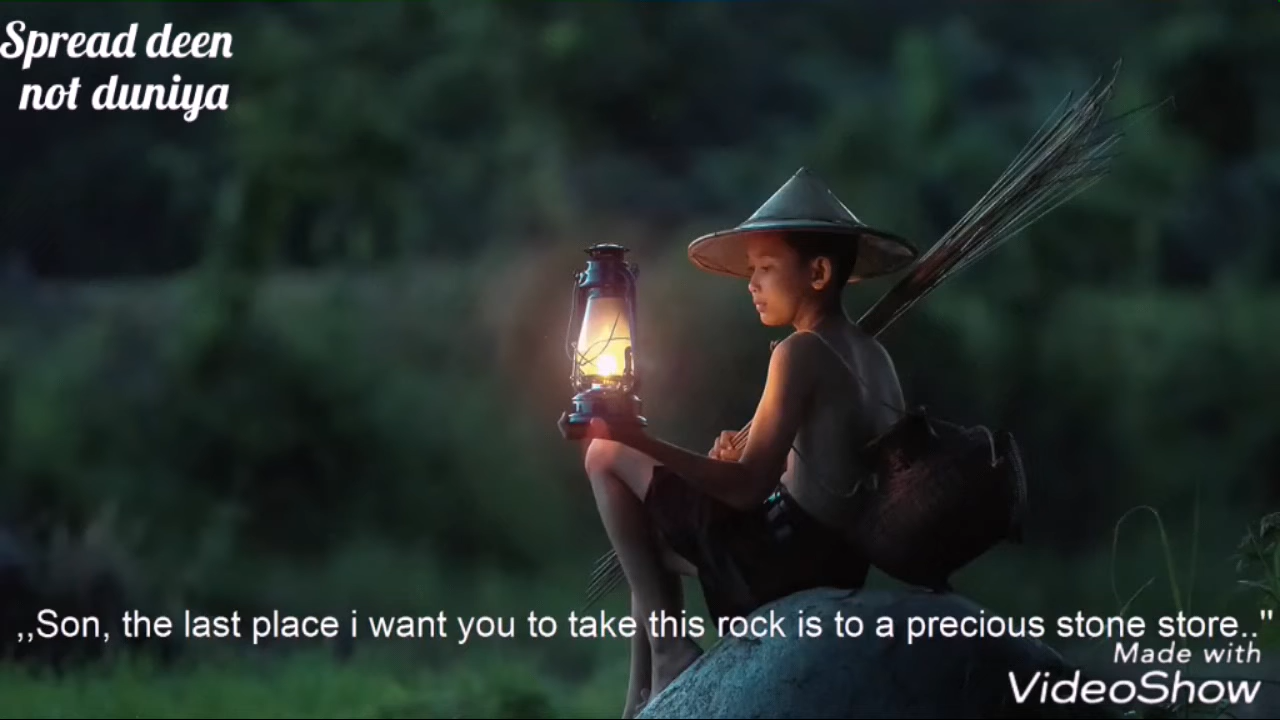 Spread deen
not duniya
,,Son, the last place i want you to take this rock is to a precious stone store.."
Made with
VideoShow